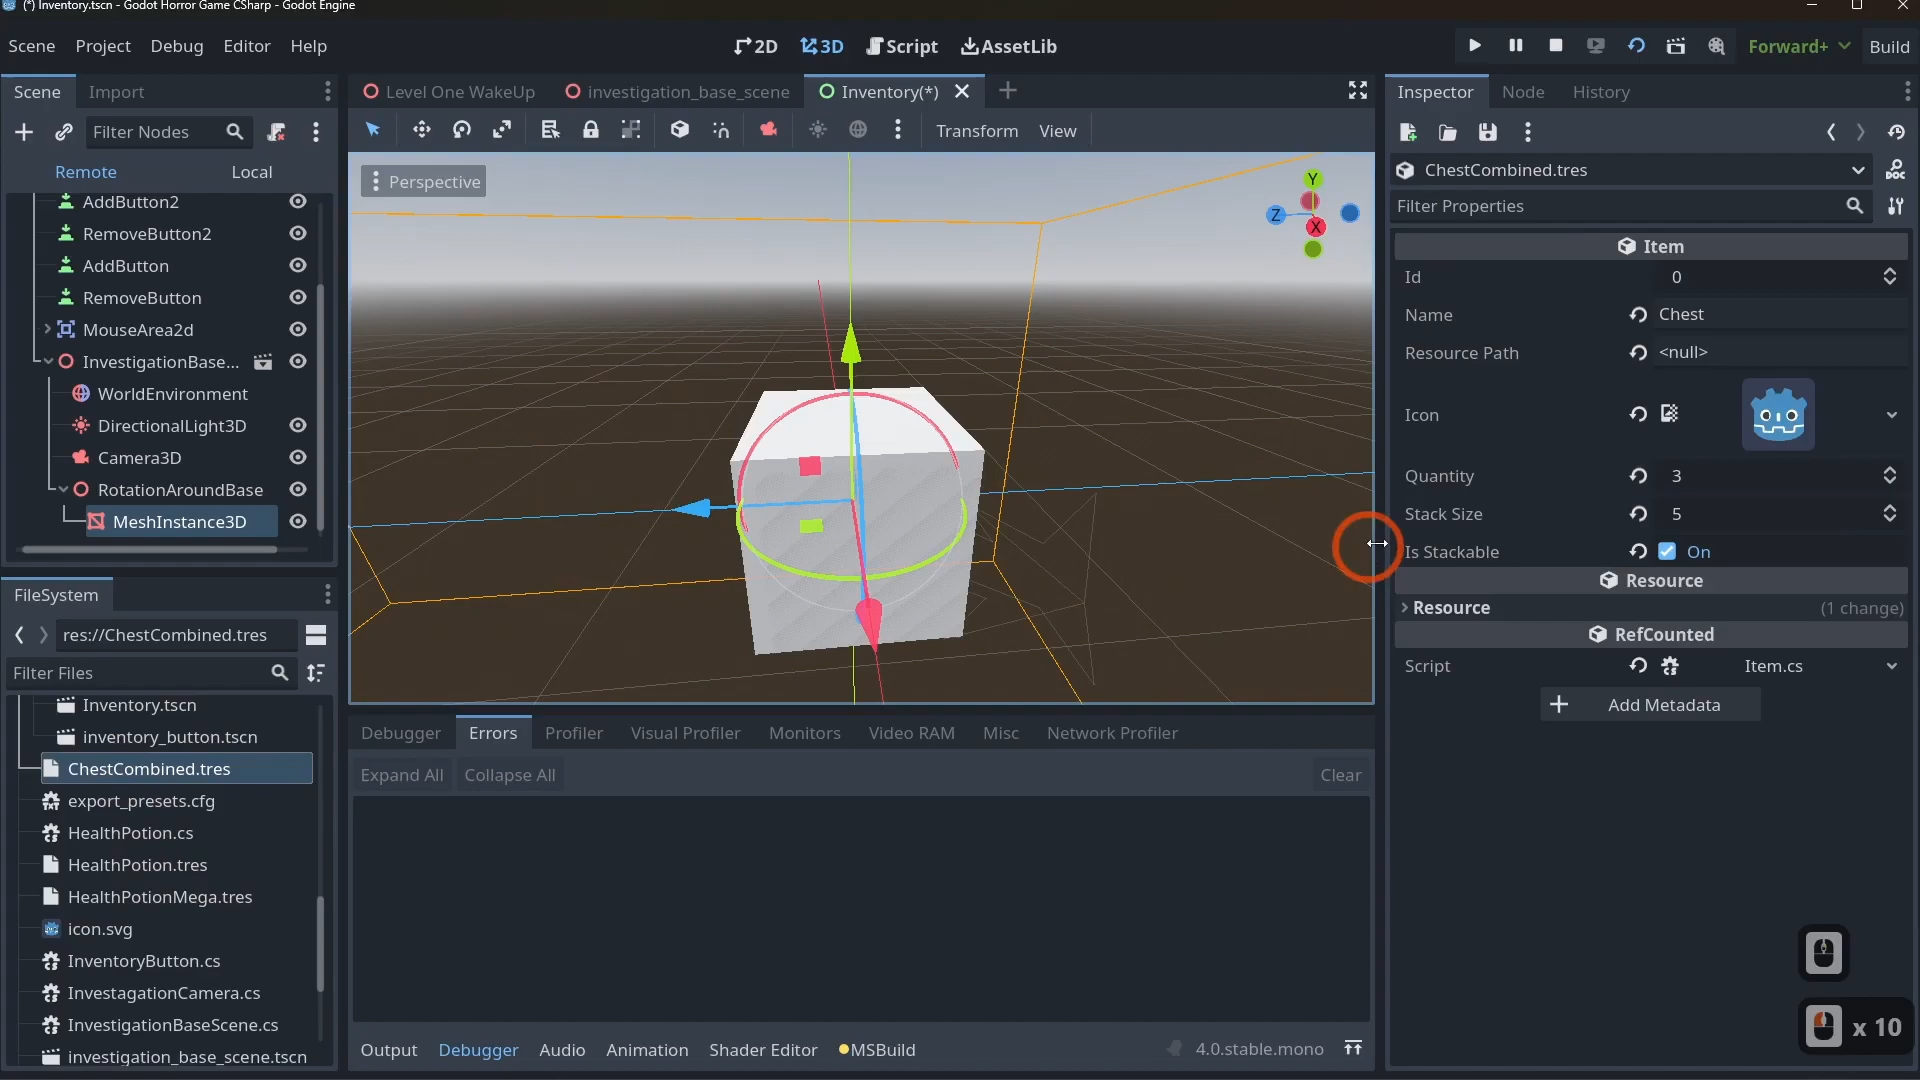 (*) Inventory.tscn - Godot Horror Game CSharp - Godot Engine
Scene Project Debug Editor Help
2D 3D Script AssetLib
Forward+ Build
Scene Import
Level One WakeUp investigation_base_scene Inventory(*)
Inspector Node History
Filter Nodes
Transform View
Remote Local
Perspective
Y
Z
X
ChestCombined.tres
DOC
Filter Properties
AddButton2
RemoveButton2
AddButton
RemoveButton
MouseArea2d
InvestigationBase...
WorldEnvironment
DirectionalLight3D
Camera3D
RotationAroundBase
MeshInstance3D
Item
Id 0
Name Chest
Resource Path <null>
Icon
Quantity 3
Stack Size 5
Is Stackable On
Resource
Resource (1 change)
RefCounted
Script Item.cs
Add Metadata
FileSystem
res://ChestCombined.tres
Filter Files
Inventory.tscn
inventory_button.tscn
ChestCombined.tres
export_presets.cfg
HealthPotion.cs
HealthPotion.tres
HealthPotionMega.tres
icon.svg
InventoryButton.cs
InvestagationCamera.cs
InvestigationBaseScene.cs
investigation_base_scene.tscn
Debugger Errors Profiler Visual Profiler Monitors Video RAM Misc Network Profiler
Expand All Collapse All Clear
Output Debugger Audio Animation Shader Editor MSBuild 4.0.stable.mono
x 10